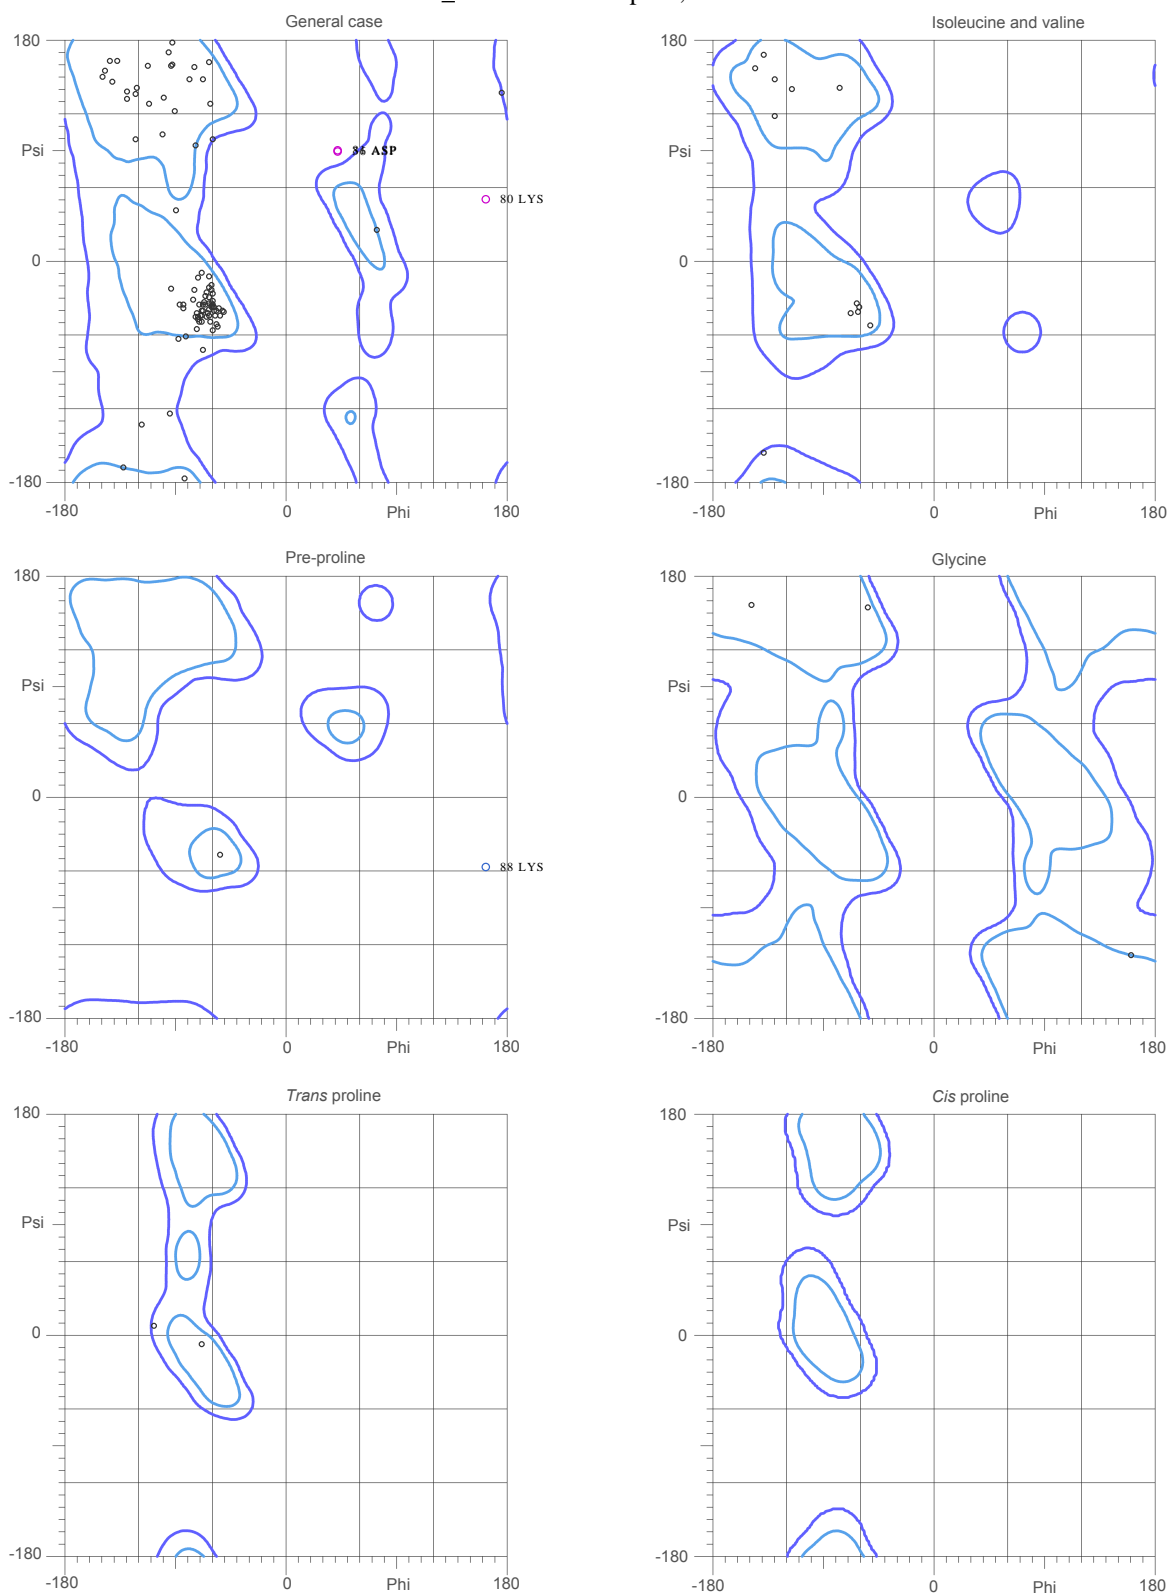 General case
Isoleucine and valine
180
180
Psi
Psi
ASP
80 LYS
0
0
-180
-180
-180
0
Phi
180
-180
0
Phi
180
Pre-proline
Glycine
180
180
Psi
Psi
0
0
88 LYS
-180
-180
-180
0
Phi
180
-180
0
Phi
180
Trans proline
Cis proline
180
180
Psi
Psi
0
0
-180
-180
-180
0
Phi
180
-180
0
Phi
180